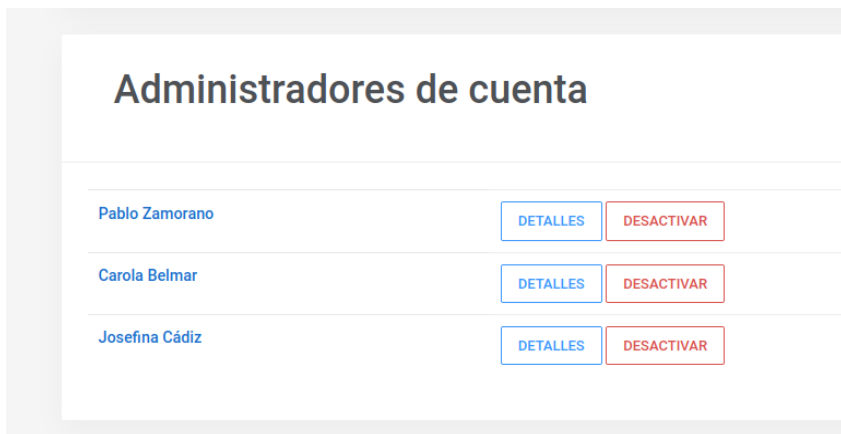 Administradores de cuenta
Pablo Zamorano DETALLES DESACTIVAR
Carola Belmar DETALLES DESACTIVAR
Josefina Cádiz DETALLES DESACTIVAR